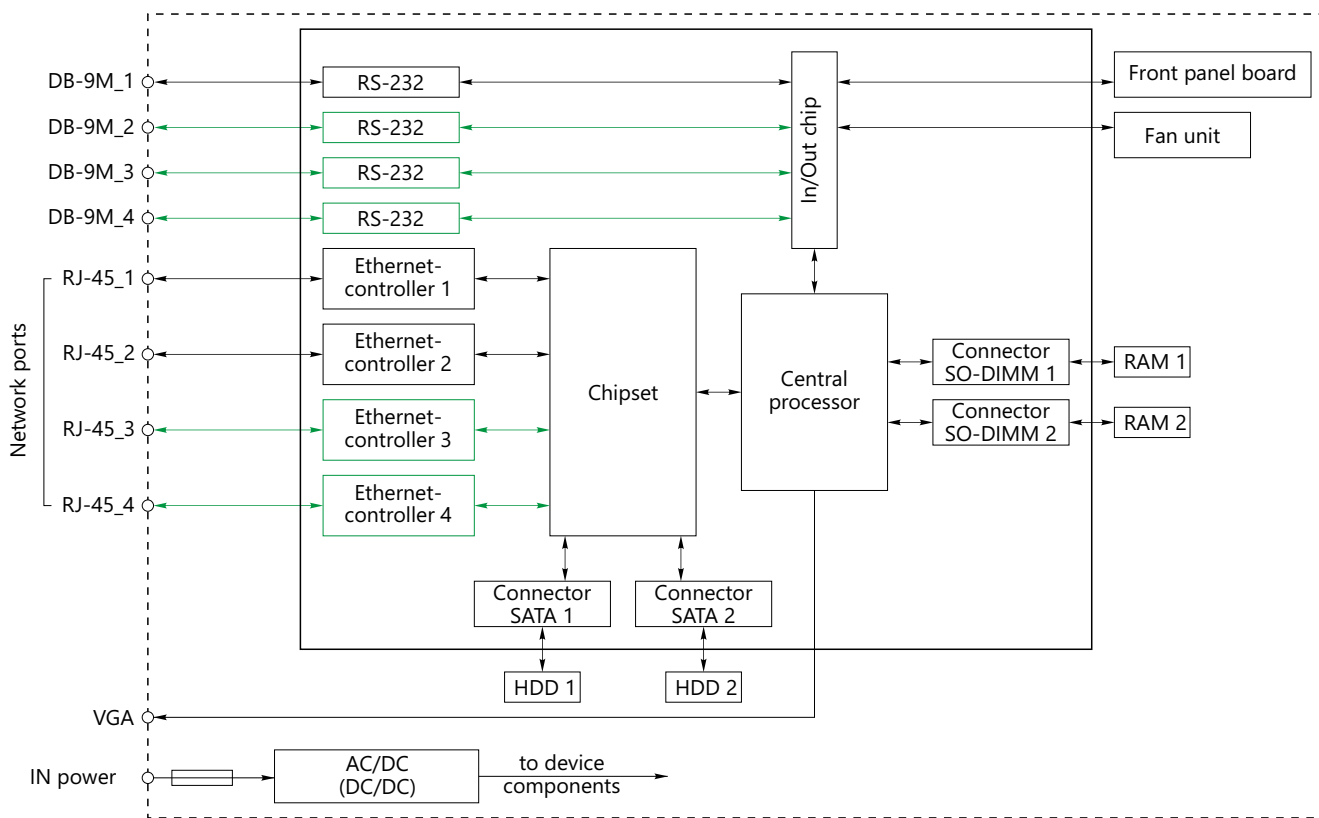 DB-9M_1
RS-232
Front panel board
DB-9M_2
RS-232
In/Out chip
Fan unit
DB-9M_3
RS-232
DB-9M_4
RS-232
Network ports
RJ-45_1
Ethernet-
controller 1
RJ-45_2
Ethernet-
controller 2
RJ-45_3
Ethernet-
controller 3
RJ-45_4
Ethernet-
controller 4
Chipset
Central
processor
Connector
SO-DIMM 1
RAM 1
Connector
SO-DIMM 2
RAM 2
Connector
SATA 1
Connector
SATA 2
HDD 1
HDD 2
VGA
IN power
AC/DC
(DC/DC)
to device
components